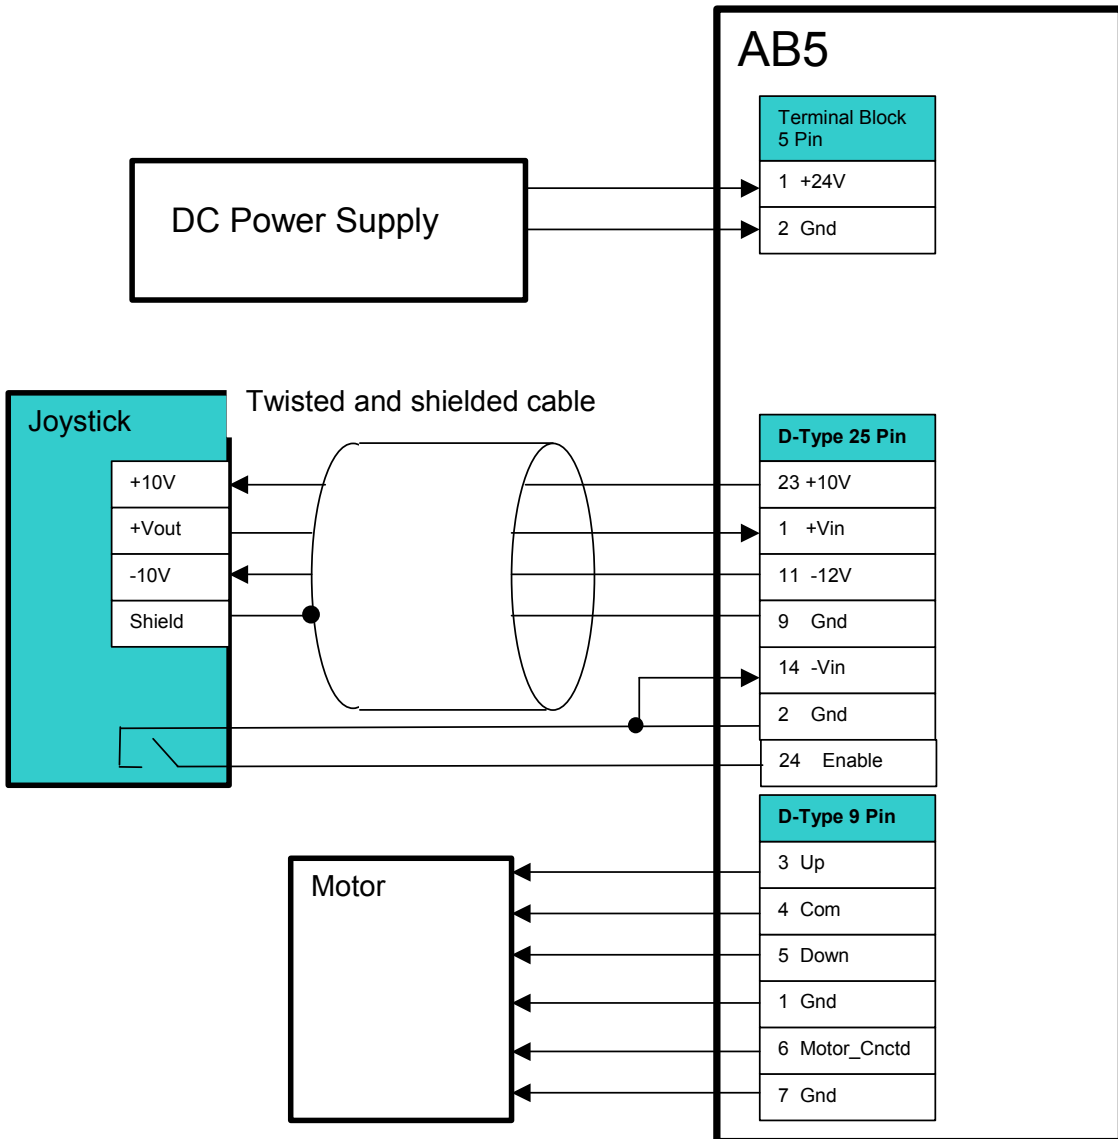 AB5
Terminal Block
5 Pin
1 +24V
2 Gnd
DC Power Supply
Twisted and shielded cable
Joystick
+10V
+Vout
-10V
Shield
D-Type 25 Pin
23 +10V
1 +Vin
11 -12V
9 Gnd
14 -Vin
2 Gnd
24 Enable
D-Type 9 Pin
3 Up
4 Com
5 Down
1 Gnd
6 Motor_Cnctd
7 Gnd
Motor